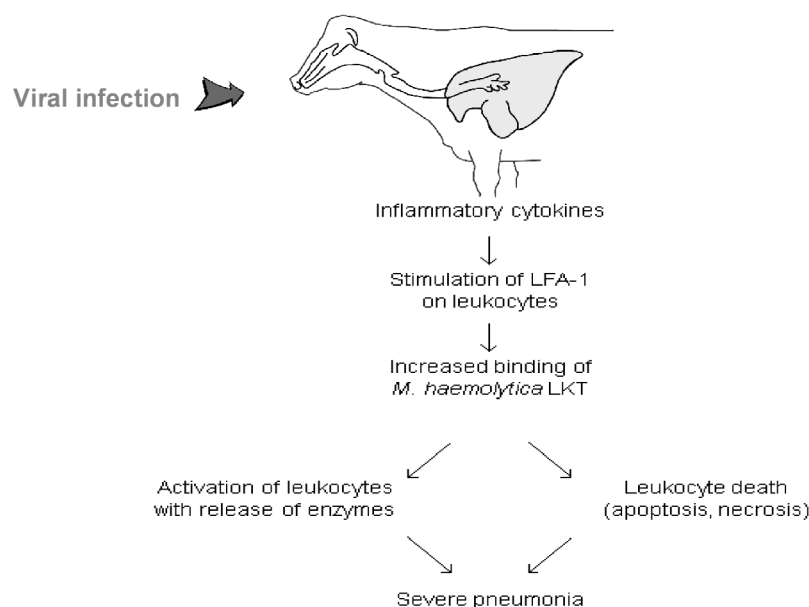 Viral infection
Inflammatory cytokines
Stimulation of LFA-1
on leukocytes
Increased binding of
M. haemolytica LKT
Activation of leukocytes
with release of enzymes
Leukocyte death
(apoptosis, necrosis)
Severe pneumonia